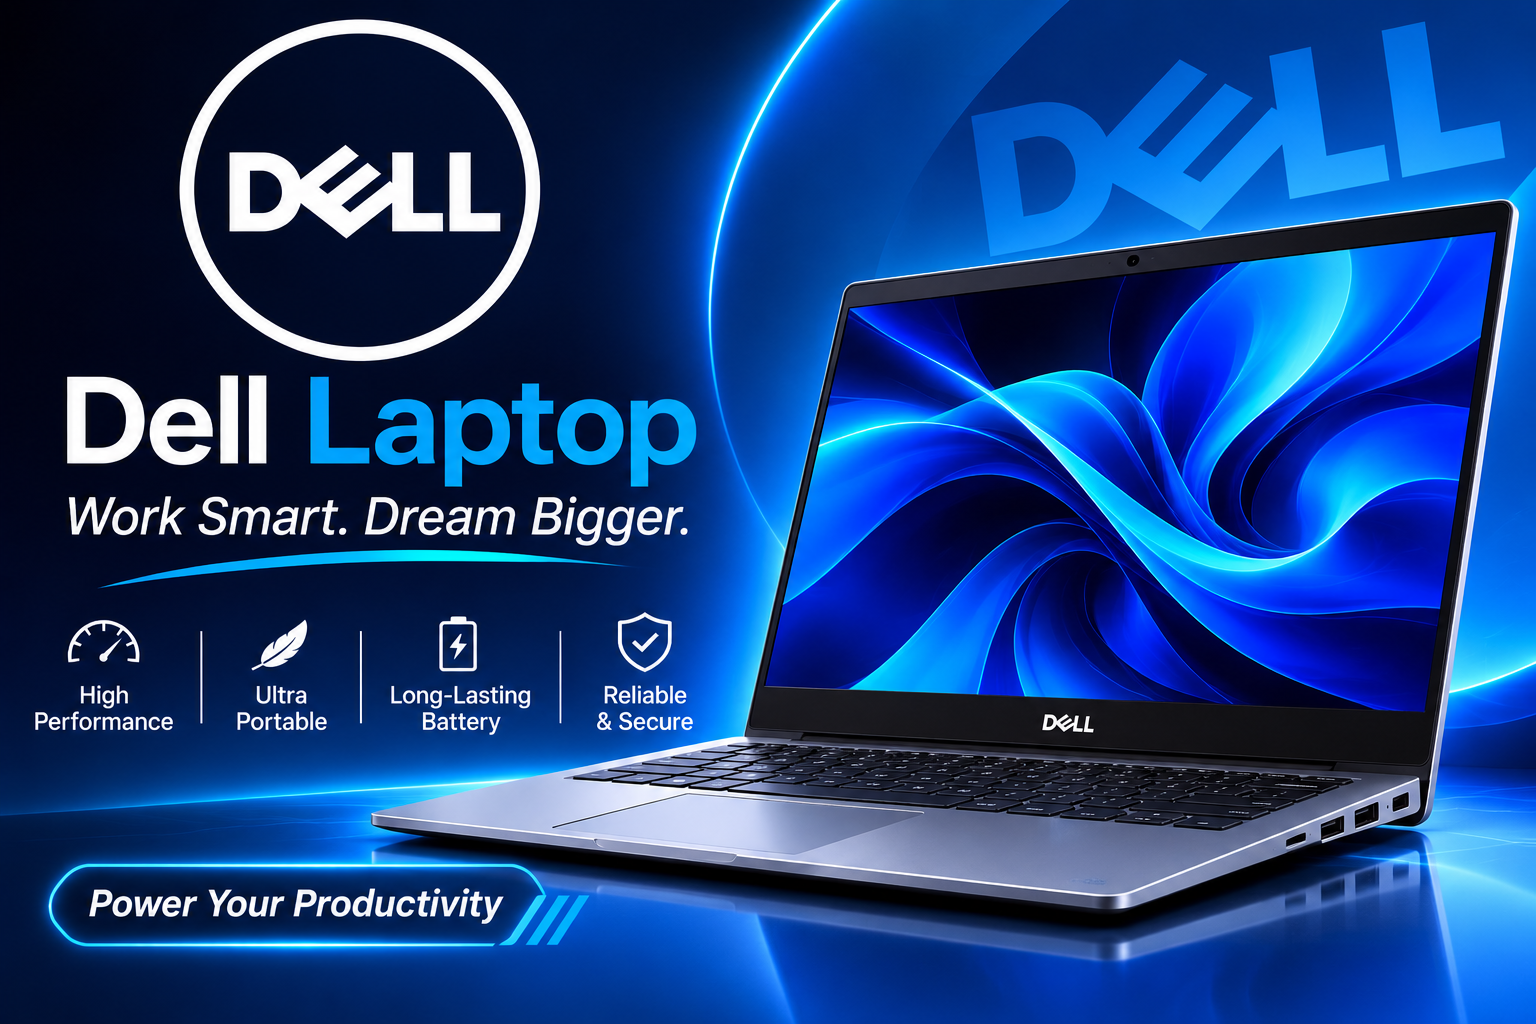 DELL
DELL
Dell Laptop
Work Smart. Dream Bigger.
High
Performance
Ultra
Portable
Long-Lasting
Battery
Reliable
& Secure
DELL
Power Your Productivity